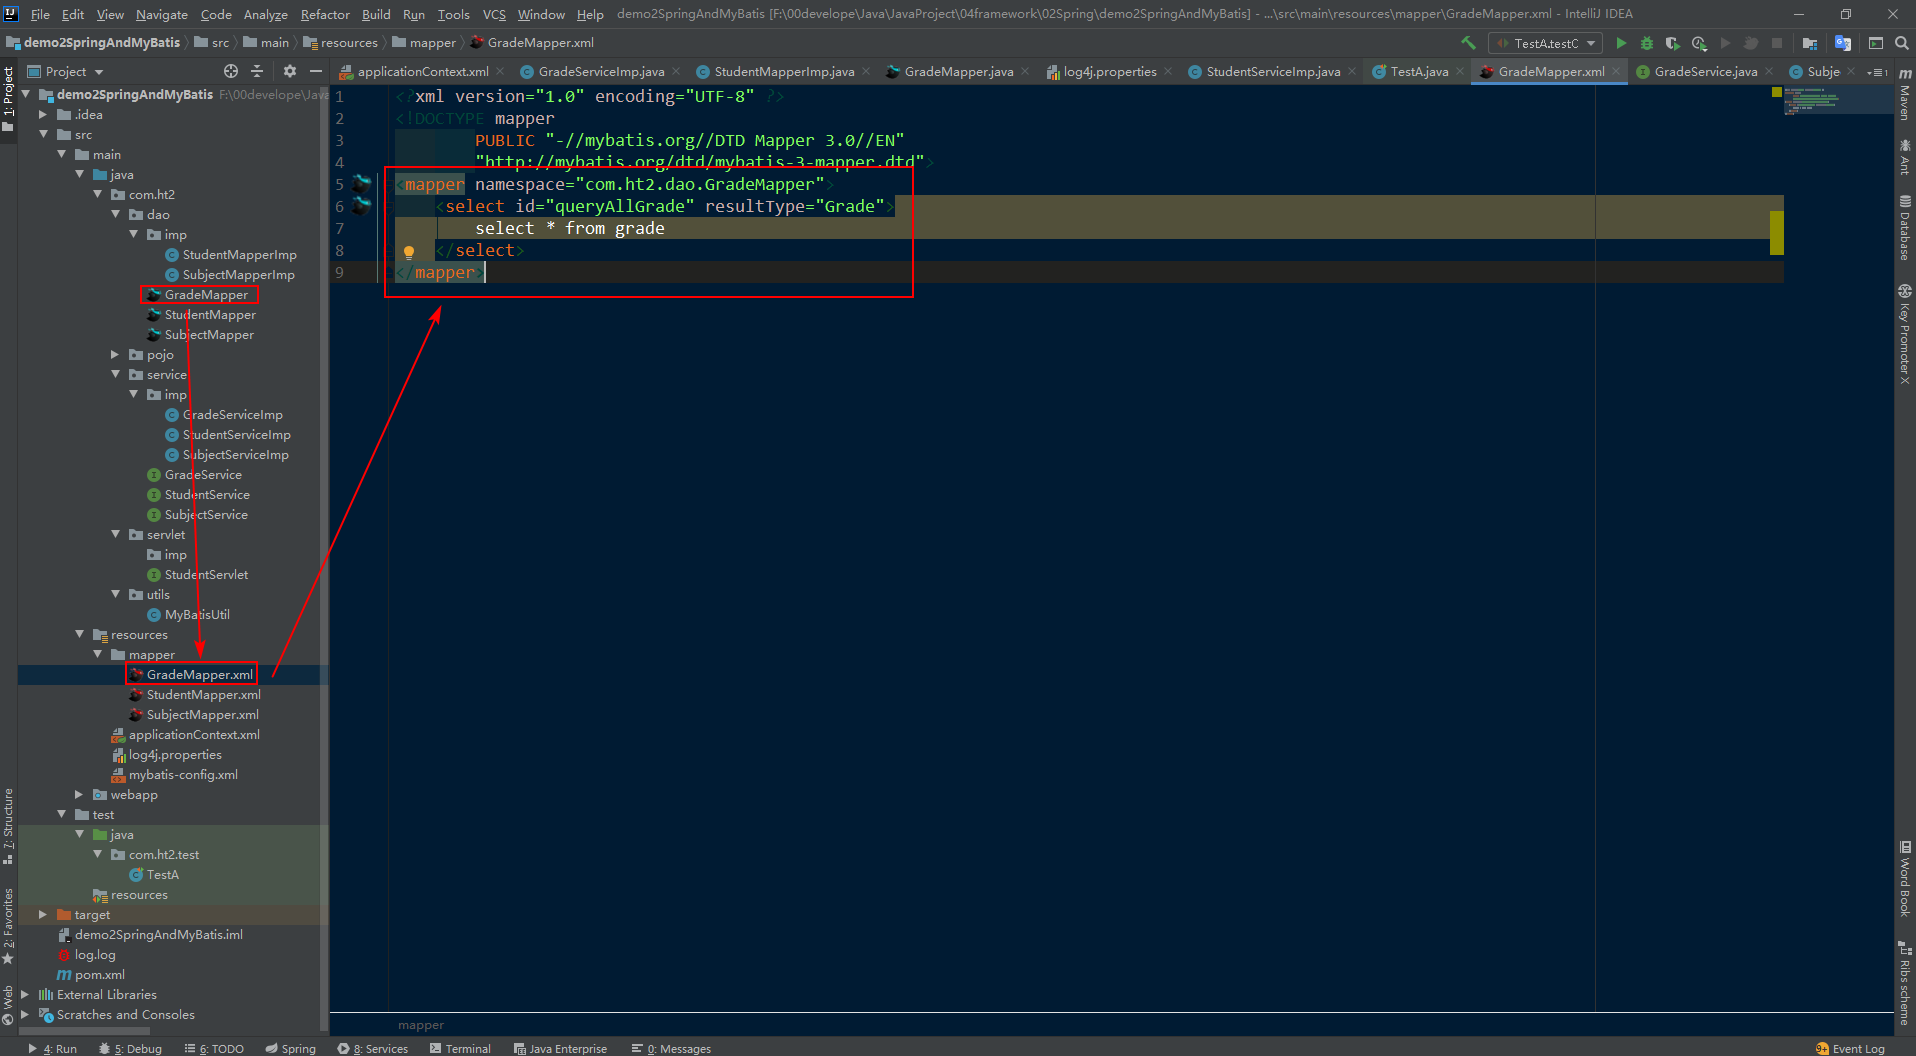 File Edit View Navigate Code Analyze Refactor Build Run Tools VCS Window Help demo2SpringAndMyBatis [F:\00develope\Java\JavaProject\04framework\02Spring\demo2SpringAndMyBatis] - ...\src\main\resources\mapper\GradeMapper.xml - IntelliJ IDEA
demo2SpringAndMyBatis src main resources mapper GradeMapper.xml TestA.testC
Project applicationContext.xml GradeServiceImp.java StudentMapperImp.java GradeMapper.java log4j.properties StudentServiceImp.java TestA.java GradeMapper.xml GradeService.java Subje
1: Project
demo2SpringAndMyBatis F:\00develope\Java
.idea
src
main
java
com.ht2
dao
imp
StudentMapperImp
SubjectMapperImp
GradeMapper
StudentMapper
SubjectMapper
pojo
service
imp
GradeServiceImp
StudentServiceImp
SubjectServiceImp
GradeService
StudentService
SubjectService
servlet
imp
StudentServlet
utils
MyBatisUtil
resources
mapper
GradeMapper.xml
StudentMapper.xml
SubjectMapper.xml
applicationContext.xml
log4j.properties
mybatis-config.xml
webapp
test
java
com.ht2.test
TestA
resources
target
demo2SpringAndMyBatis.iml
log.log
pom.xml
External Libraries
Scratches and Consoles
7: Structure
2: Favorites
Web
1 <?xml version="1.0" encoding="UTF-8" ?>
2 <!DOCTYPE mapper
3 PUBLIC "-//mybatis.org//DTD Mapper 3.0//EN"
4 "http://mybatis.org/dtd/mybatis-3-mapper.dtd">
5 <mapper namespace="com.ht2.dao.GradeMapper">
6 <select id="queryAllGrade" resultType="Grade">
7 select * from grade
8 </select>
9 </mapper>
mapper
Maven
Ant
Database
Key Promoter X
Word Book
Ribs scheme
4: Run 5: Debug 6: TODO Spring 8: Services Terminal Java Enterprise 0: Messages 9+ Event Log